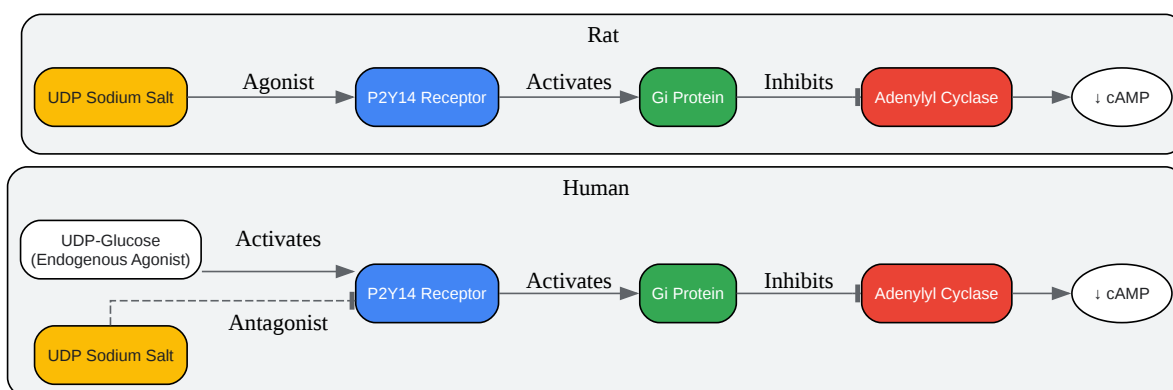 Rat
UDP Sodium Salt
Agonist
P2Y14 Receptor
Activates
Gi Protein
Inhibits
Adenylyl Cyclase
↓ cAMP
Human
UDP-Glucose
(Endogenous Agonist)
Activates
UDP Sodium Salt
Antagonist
P2Y14 Receptor
Activates
Gi Protein
Inhibits
Adenylyl Cyclase
↓ cAMP